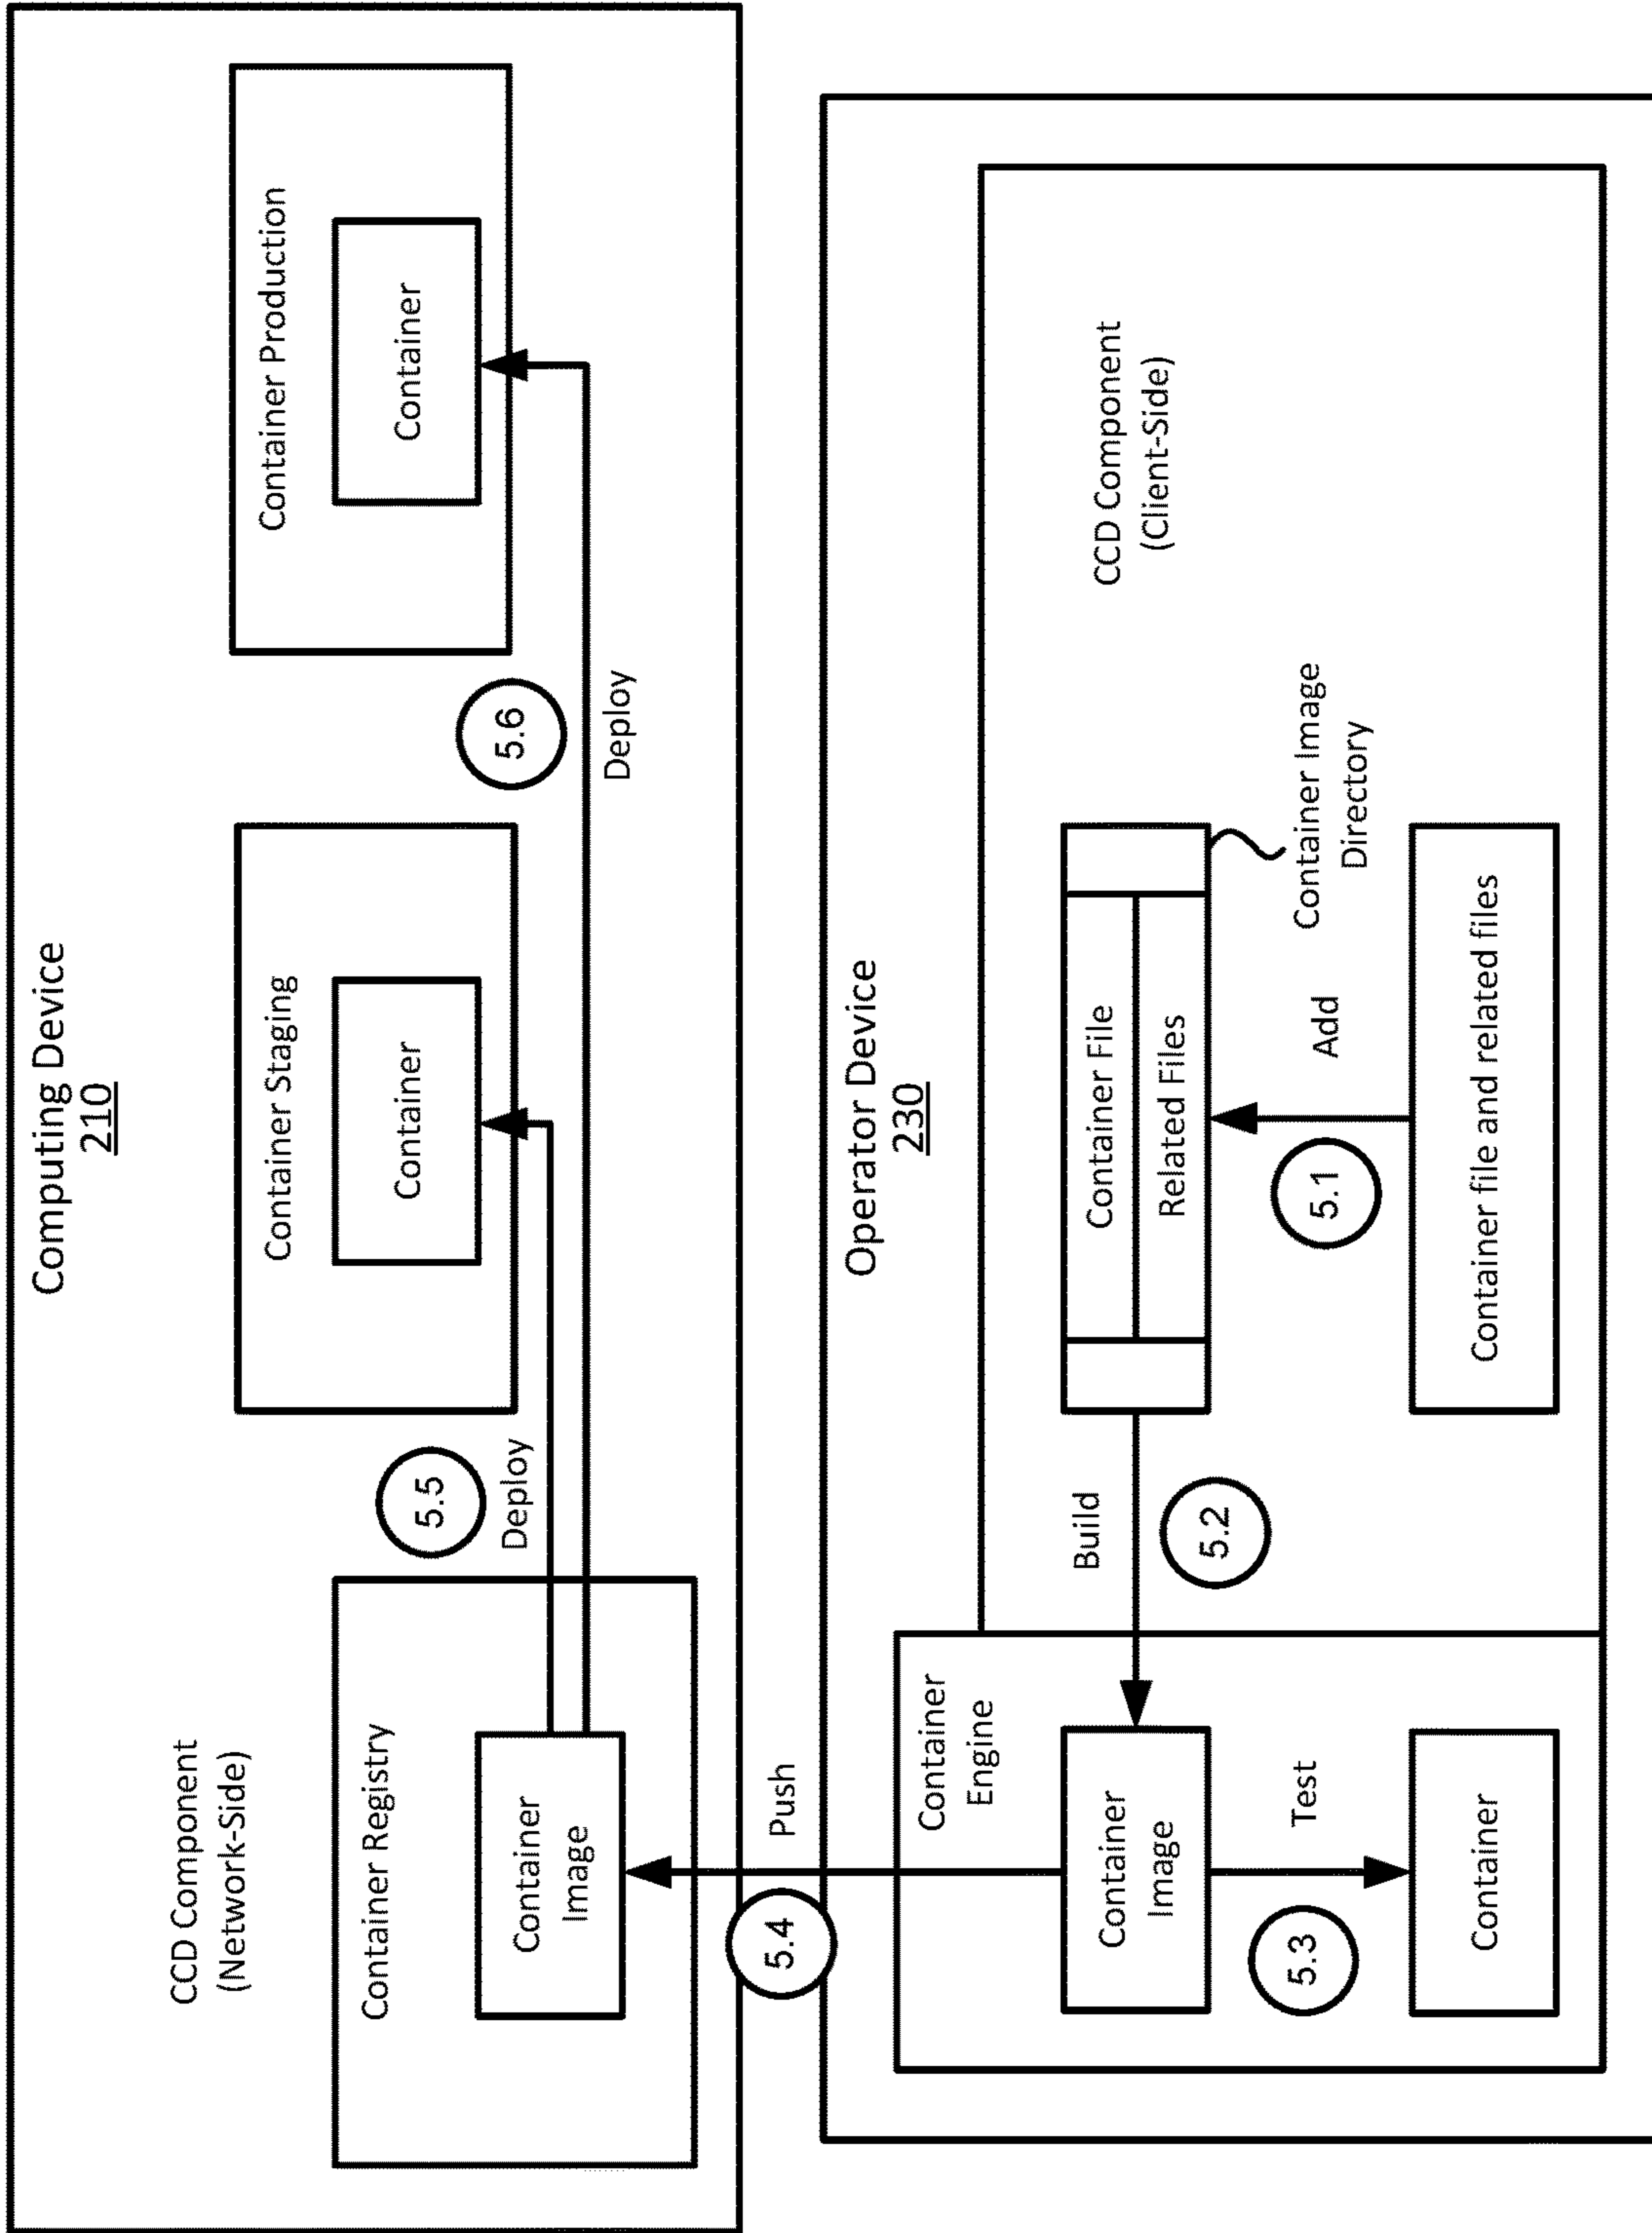 Computing Device
210
CCD Component
(Network-Side)
Container Registry
Container
Image
5.5
Deploy
Container Staging
Container
5.6
Deploy
Container Production
Container
5.4
Push
Operator Device
230
Container
Engine
Container
Image
5.3
Test
Container
Build
5.2
Container File
Related Files
Container Image
Directory
5.1
Add
Container file and related files
CCD Component
(Client-Side)